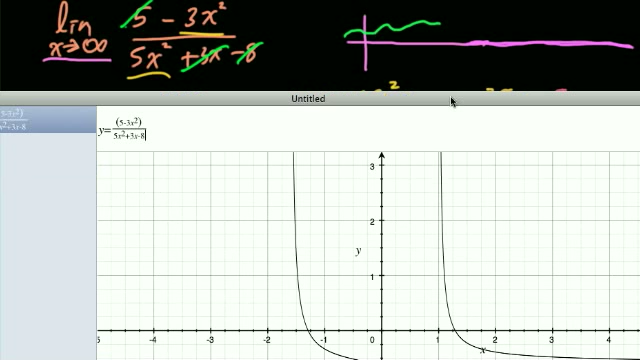 lim 5 - 3x²
x→∞ 5x² + 3x - 8
Untitled
y=(5-3x²)
5x²+3x-8
3
2
y
1
-4 -3 -2 -1 0 1 2 3 4
x